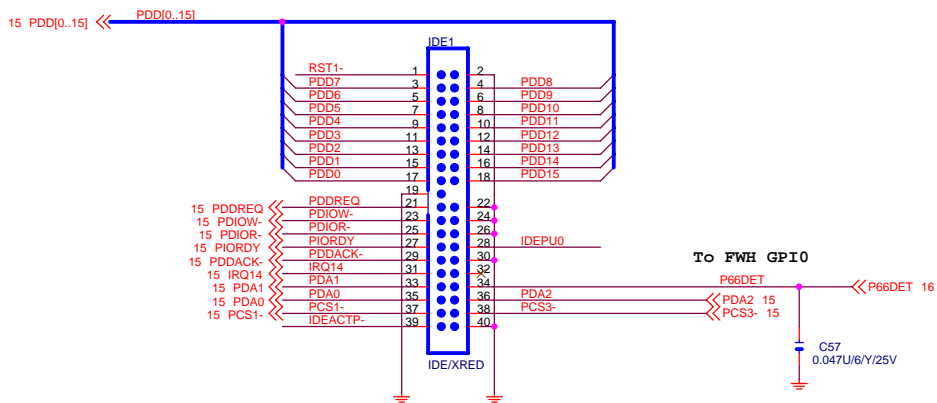 15 PDD[0..15] PDD[0..15]
IDE1
RST1- 1 2
PDD7 3 4 PDD8
PDD6 5 6 PDD9
PDD5 7 8 PDD10
PDD4 9 10 PDD11
PDD3 11 12 PDD12
PDD2 13 14 PDD13
PDD1 15 16 PDD14
PDD0 17 18 PDD15
19
15 PDDREQ PDDREQ 21 22
15 PDIOW- PDIOW- 23 24
15 PDIOR- PDIOR- 25 26
15 PIORDY PIORDY 27 28 IDEPU0
15 PDDACK- PDDACK- 29 30
To FWH GPI0
15 IRQ14 IRQ14 31 32
15 PDA1 PDA1 33 34 P66DET P66DET 16
15 PDA0 PDA0 35 36 PDA2 PDA2 15
15 PCS1- PCS1- 37 38 PCS3- PCS3- 15
IDEACTP- 39 40
C57
0.047U/6/Y/25V
IDE/XRED